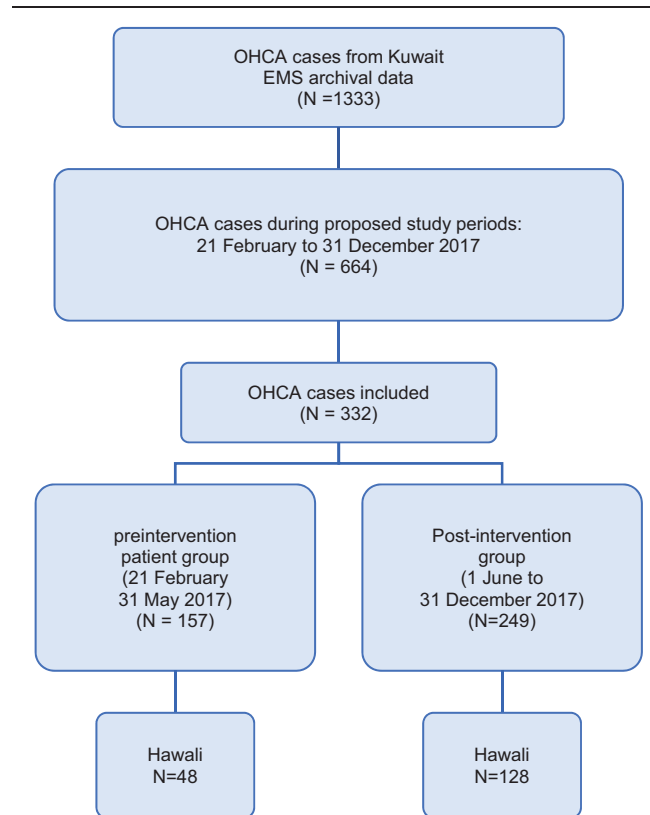 OHCA cases from Kuwait
EMS archival data
(N =1333)
OHCA cases during proposed study periods:
21 February to 31 December 2017
(N = 664)
OHCA cases included
(N = 332)
preintervention
patient group
(21 February
31 May 2017)
(N = 157)
Post-intervention
group
(1 June to
31 December 2017)
(N=249)
Hawali
N=48
Hawali
N=128